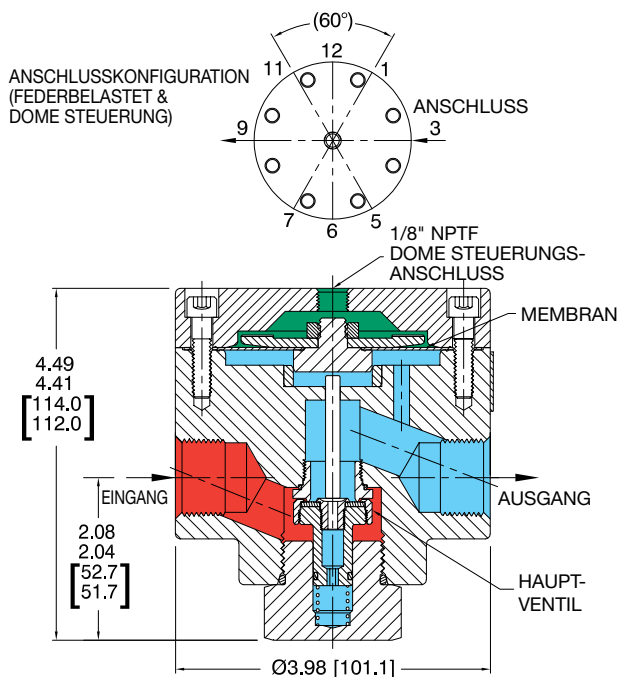 (60°)
12
11
1
ANSCHLUSSKONFIGURATION
(FEDERBELASTET &
DOME STEUERUNG)
ANSCHLUSS
9
3
7
5
6
1/8" NPTF
DOME STEUERUNGS-
ANSCHLUSS
MEMBRAN
4.49
4.41
[114.0
112.0]
EINGANG
AUSGANG
2.08
2.04
[52.7
51.7]
HAUPT-
VENTIL
Ø3.98 [101.1]